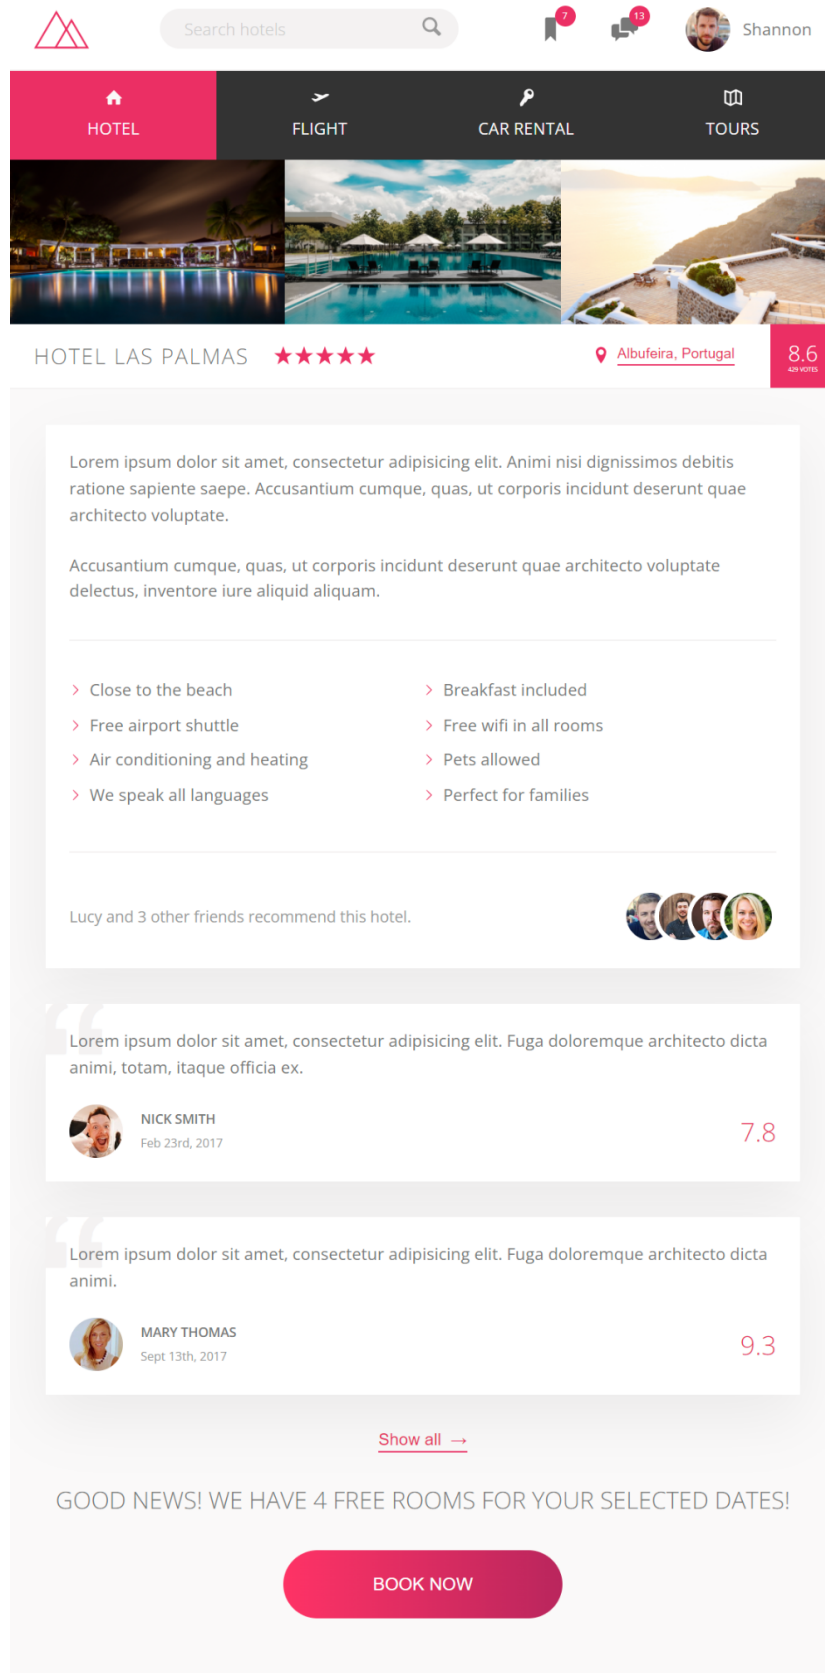 Search hotels
7
13
Shannon
HOTEL
FLIGHT
CAR RENTAL
TOURS
HOTEL LAS PALMAS
Albufeira, Portugal
8.6
429 VOTES
Lorem ipsum dolor sit amet, consectetur adipisicing elit. Animi nisi dignissimos debitis
ratione sapiente saepe. Accusantium cumque, quas, ut corporis incidunt deserunt quae
architecto voluptate.
Accusantium cumque, quas, ut corporis incidunt deserunt quae architecto voluptate
delectus, inventore iure aliquid aliquam.
Close to the beach
Breakfast included
Free airport shuttle
Free wifi in all rooms
Air conditioning and heating
Pets allowed
We speak all languages
Perfect for families
Lucy and 3 other friends recommend this hotel.
“
Lorem ipsum dolor sit amet, consectetur adipisicing elit. Fuga doloremque architecto dicta
animi, totam, itaque officia ex.
NICK SMITH
Feb 23rd, 2017
7.8
“
Lorem ipsum dolor sit amet, consectetur adipisicing elit. Fuga doloremque architecto dicta
animi.
MARY THOMAS
Sept 13th, 2017
9.3
Show all →
GOOD NEWS! WE HAVE 4 FREE ROOMS FOR YOUR SELECTED DATES!
BOOK NOW